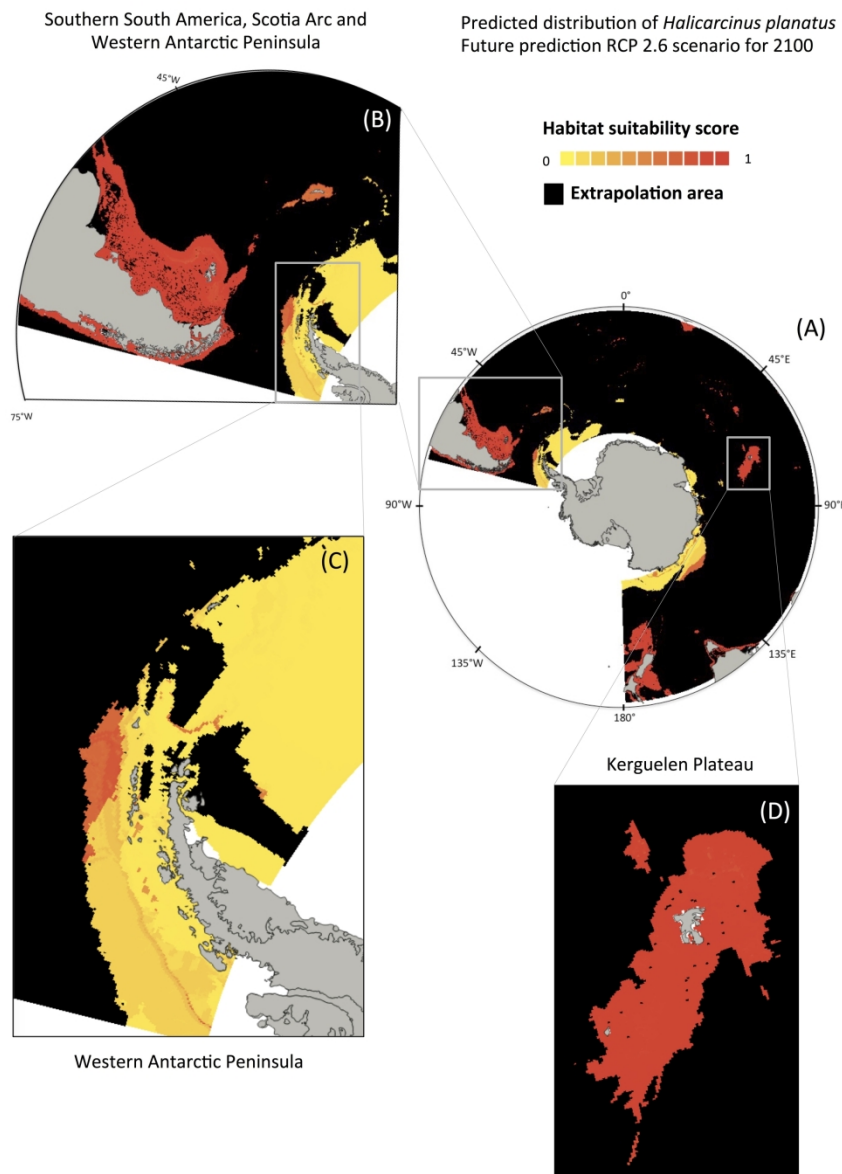 Southern South America, Scotia Arc and
Western Antarctic Peninsula
Predicted distribution of Halicarcinus planatus
Future prediction RCP 2.6 scenario for 2100
45°W
(B)
Habitat suitability score
0
1
Extrapolation area
75°W
0°
(A)
45°W
45°E
90°W
90°E
(C)
135°W
135°E
180°
Kerguelen Plateau
(D)
Western Antarctic Peninsula